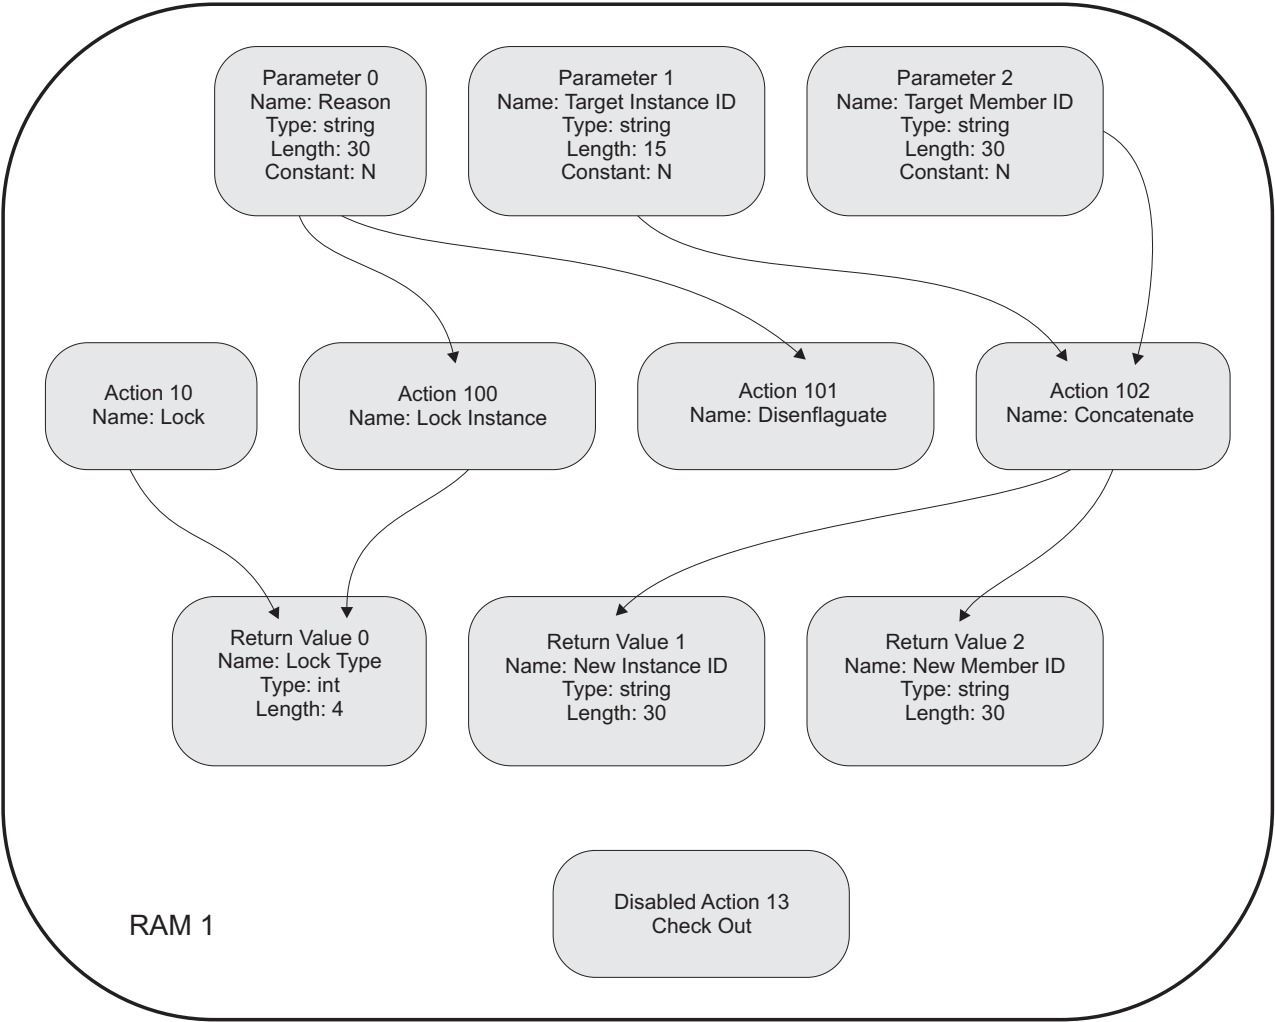 Parameter 0
Name: Reason
Type: string
Length: 30
Constant: N
Parameter 1
Name: Target Instance ID
Type: string
Length: 15
Constant: N
Parameter 2
Name: Target Member ID
Type: string
Length: 30
Constant: N
Action 10
Name: Lock
Action 100
Name: Lock Instance
Action 101
Name: Disenflaguate
Action 102
Name: Concatenate
Return Value 0
Name: Lock Type
Type: int
Length: 4
Return Value 1
Name: New Instance ID
Type: string
Length: 30
Return Value 2
Name: New Member ID
Type: string
Length: 30
Disabled Action 13
Check Out
RAM 1